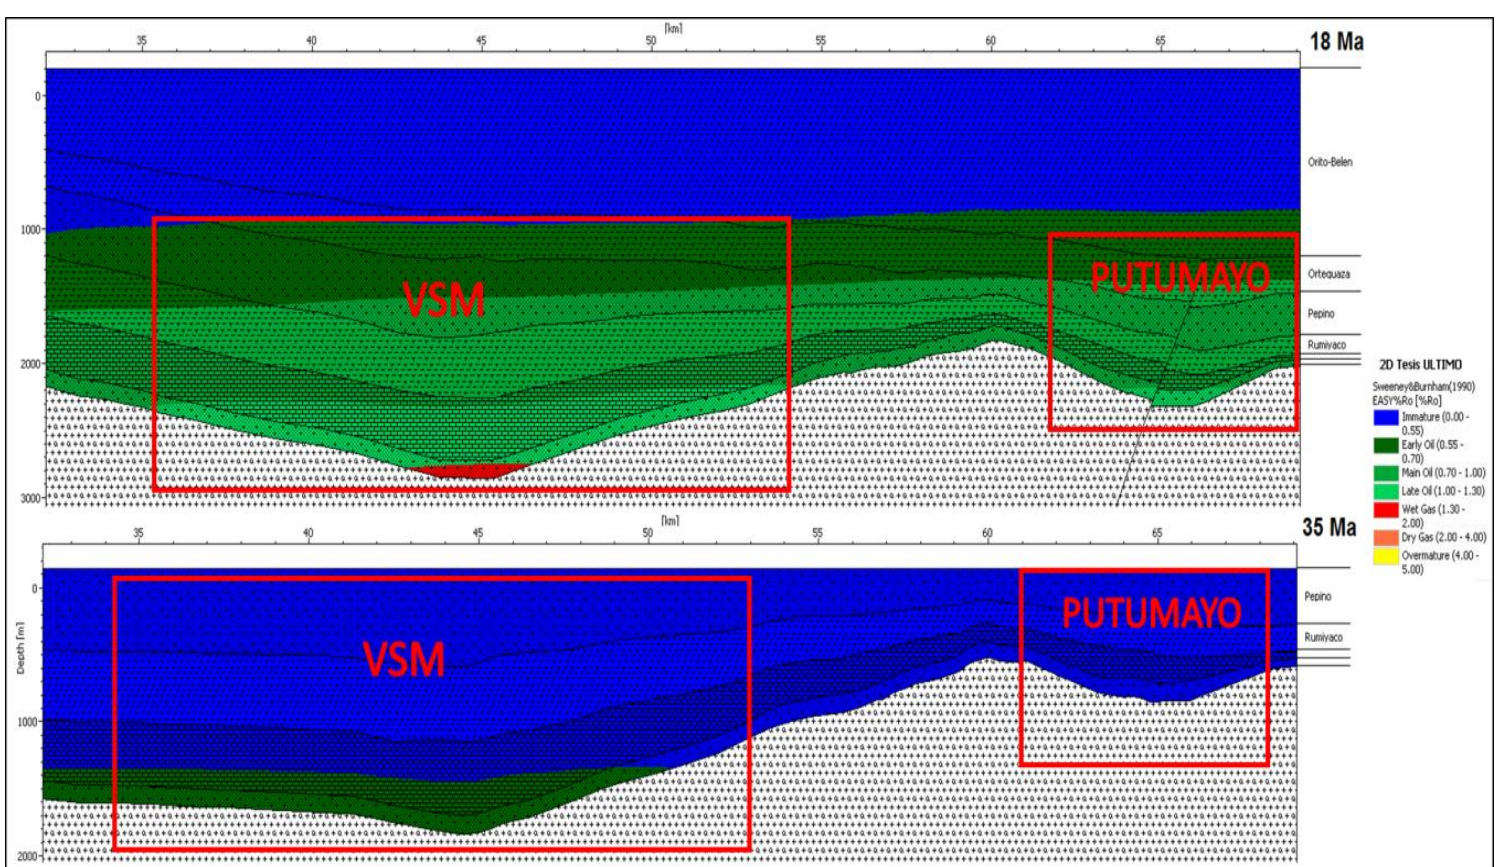 [km]
35 40 45 50 55 60 65
18 Ma
0
1000
2000
3000
Orito-Belen
Orteguaza
Pepino
Rumiyaco
VSM
PUTUMAYO
2D Tesis ULTIMO
Sweeney&Burnham(1990)
EASY%Ro [%Ro]
Immature (0.00 -
0.55)
Early Oil (0.55 -
0.70)
Main Oil (0.70 - 1.00)
Late Oil (1.00 - 1.30)
Wet Gas (1.30 -
2.00)
Dry Gas (2.00 - 4.00)
Overmature (4.00 -
5.00)
[km]
35 40 45 50 55 60 65
35 Ma
Depth [m]
0
1000
2000
Pepino
Rumiyaco
VSM
PUTUMAYO